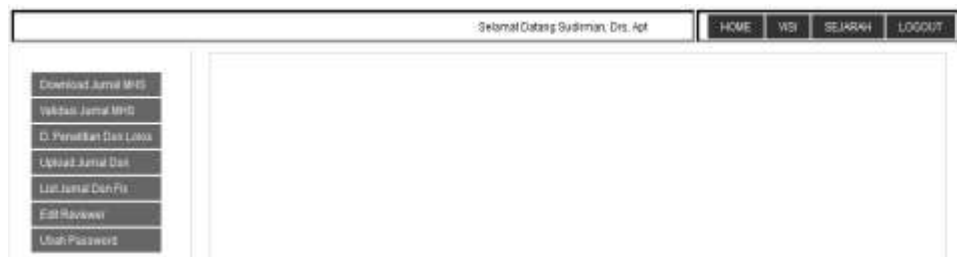 Selamat Datang Sudirman, Drs. Apt
HOME VISI SEJARAH LOGOUT
Download Jurnal MHS
Validasi Jurnal MHS
D. Penelitian Dsn Lolos
Upload Jurnal Dsn
List Jurnal Dsn Fix
Edit Reviewer
Ubah Password